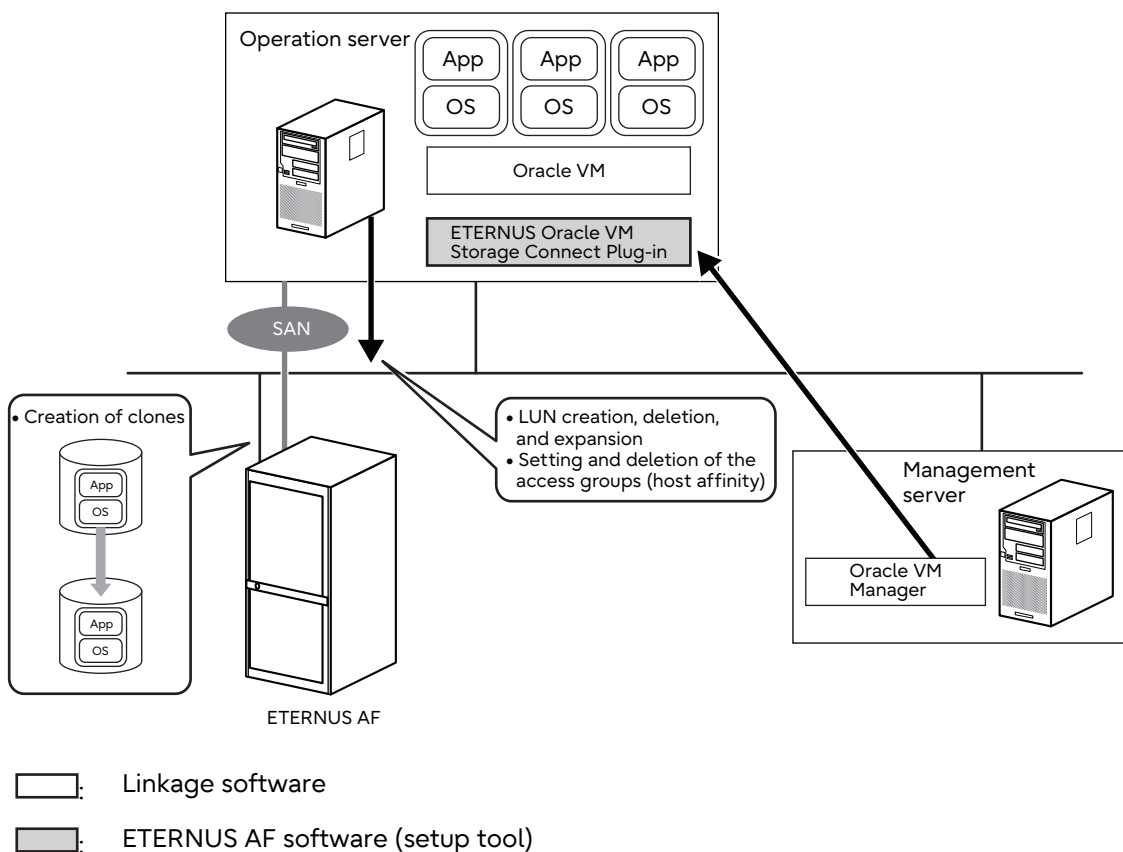 Operation server
App
App
App
OS
OS
OS
Oracle VM
ETERNUS Oracle VM
Storage Connect Plug-in
SAN
• Creation of clones
App
OS
App
OS
• LUN creation, deletion,
and expansion
• Setting and deletion of the
access groups (host affinity)
Management
server
Oracle VM
Manager
ETERNUS AF
: Linkage software
: ETERNUS AF software (setup tool)